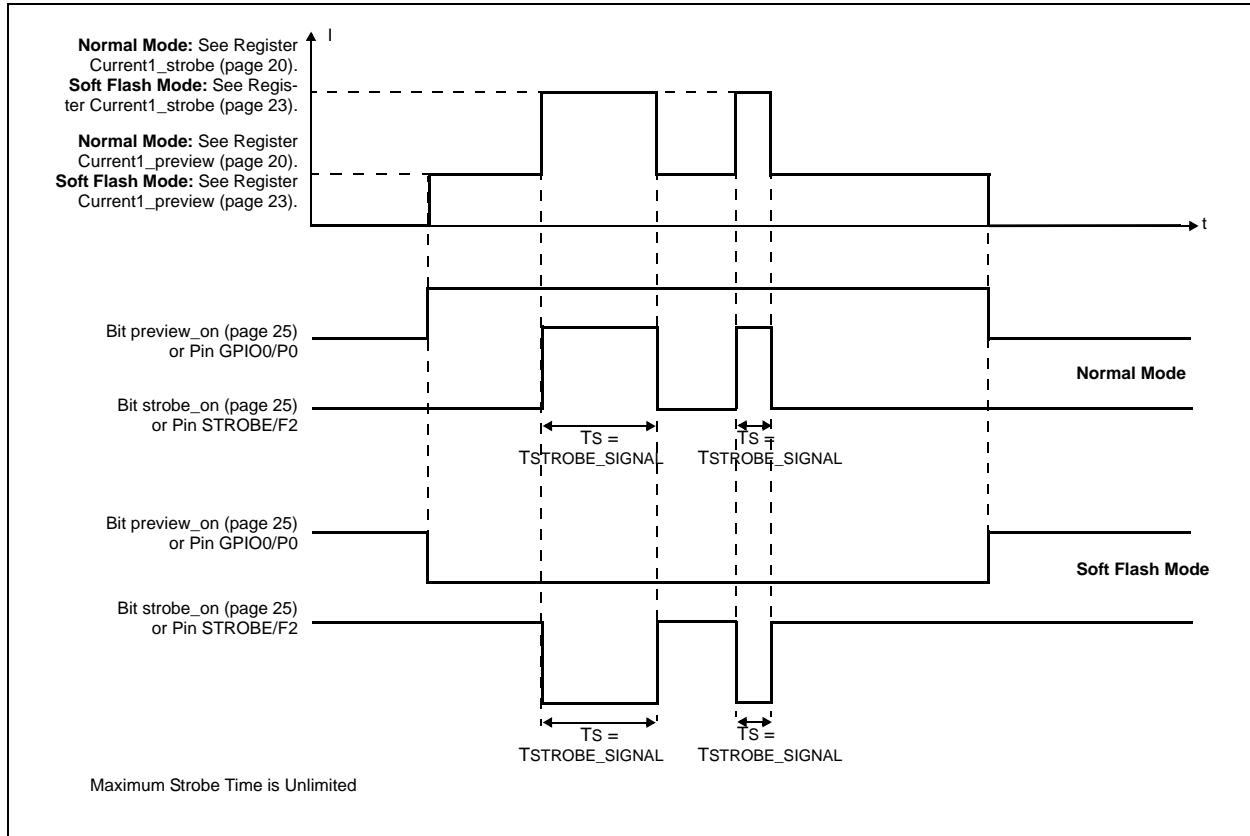 I
Normal Mode: See Register
Current1_strobe (page 20).
Soft Flash Mode: See Regis-
ter Current1_strobe (page 23).
Normal Mode: See Register
Current1_preview (page 20).
Soft Flash Mode: See Register
Current1_preview (page 23).
t
Bit preview_on (page 25)
or Pin GPIO0/P0
Normal Mode
Bit strobe_on (page 25)
or Pin STROBE/F2
TS =
TSTROBE_SIGNAL
TS =
TSTROBE_SIGNAL
Bit preview_on (page 25)
or Pin GPIO0/P0
Soft Flash Mode
Bit strobe_on (page 25)
or Pin STROBE/F2
TS =
TSTROBE_SIGNAL
TS =
TSTROBE_SIGNAL
Maximum Strobe Time is Unlimited